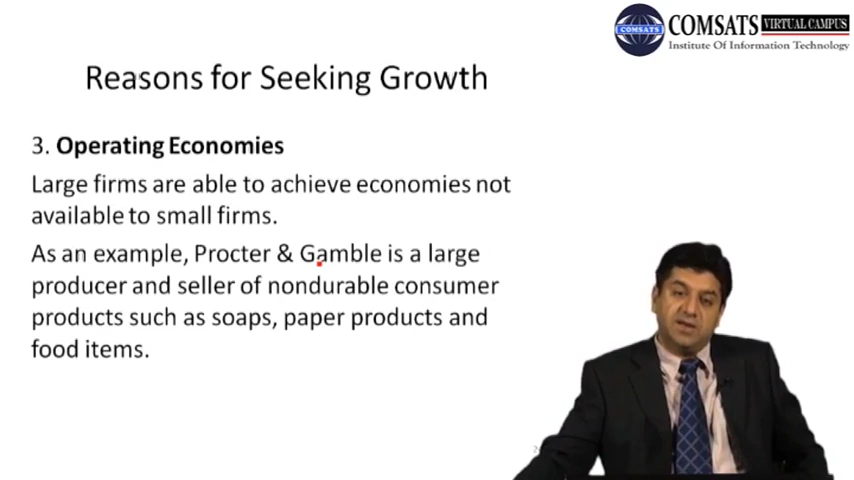 COMSATS VIRTUAL CAMPUS
COMSATS
Institute Of Information Technology
Reasons for Seeking Growth
3. Operating Economies
Large firms are able to achieve economies not
available to small firms.
As an example, Procter & Gamble is a large
producer and seller of nondurable consumer
products such as soaps, paper products and
food items.